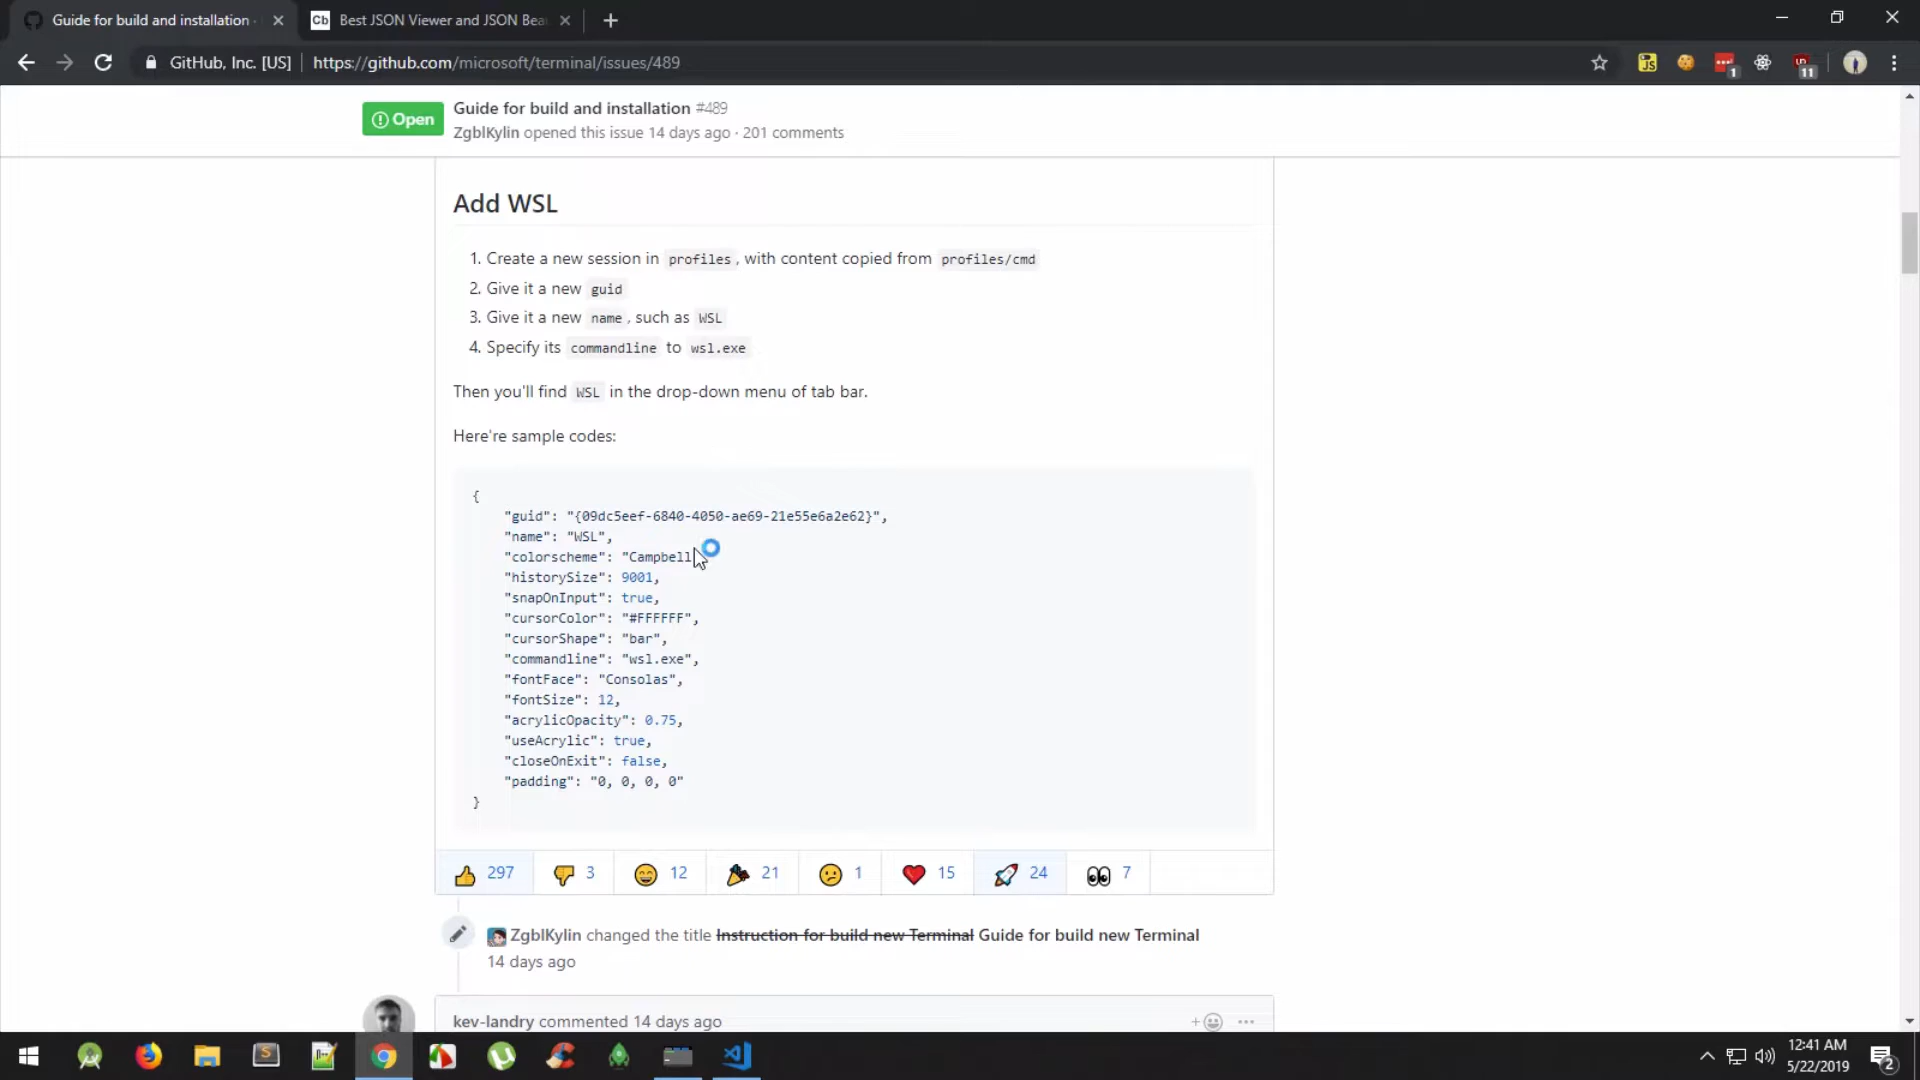 Guide for build and installation ·
Cb Best JSON Viewer and JSON Bea
GitHub, Inc. [US] https://github.com/microsoft/terminal/issues/489
JS
1
11
Open
Guide for build and installation #489
ZgblKylin opened this issue 14 days ago · 201 comments
Add WSL
1. Create a new session in profiles, with content copied from profiles/cmd
2. Give it a new guid
3. Give it a new name, such as WSL
4. Specify its commandline to wsl.exe
Then you'll find WSL in the drop-down menu of tab bar.
Here're sample codes:
{
"guid": "{09dc5eef-6840-4050-ae69-21e55e6a2e62}",
"name": "WSL",
"colorscheme": "Campbell
"historySize": 9001,
"snapOnInput": true,
"cursorColor": "#FFFFFF",
"cursorShape": "bar",
"commandline": "wsl.exe",
"fontFace": "Consolas",
"fontSize": 12,
"acrylicOpacity": 0.75,
"useAcrylic": true,
"closeOnExit": false,
"padding": "0, 0, 0, 0"
}
297 3 12 21 1 15 24 7
ZgblKylin changed the title Instruction for build new Terminal Guide for build new Terminal
14 days ago
kev-landry commented 14 days ago
12:41 AM
5/22/2019
2